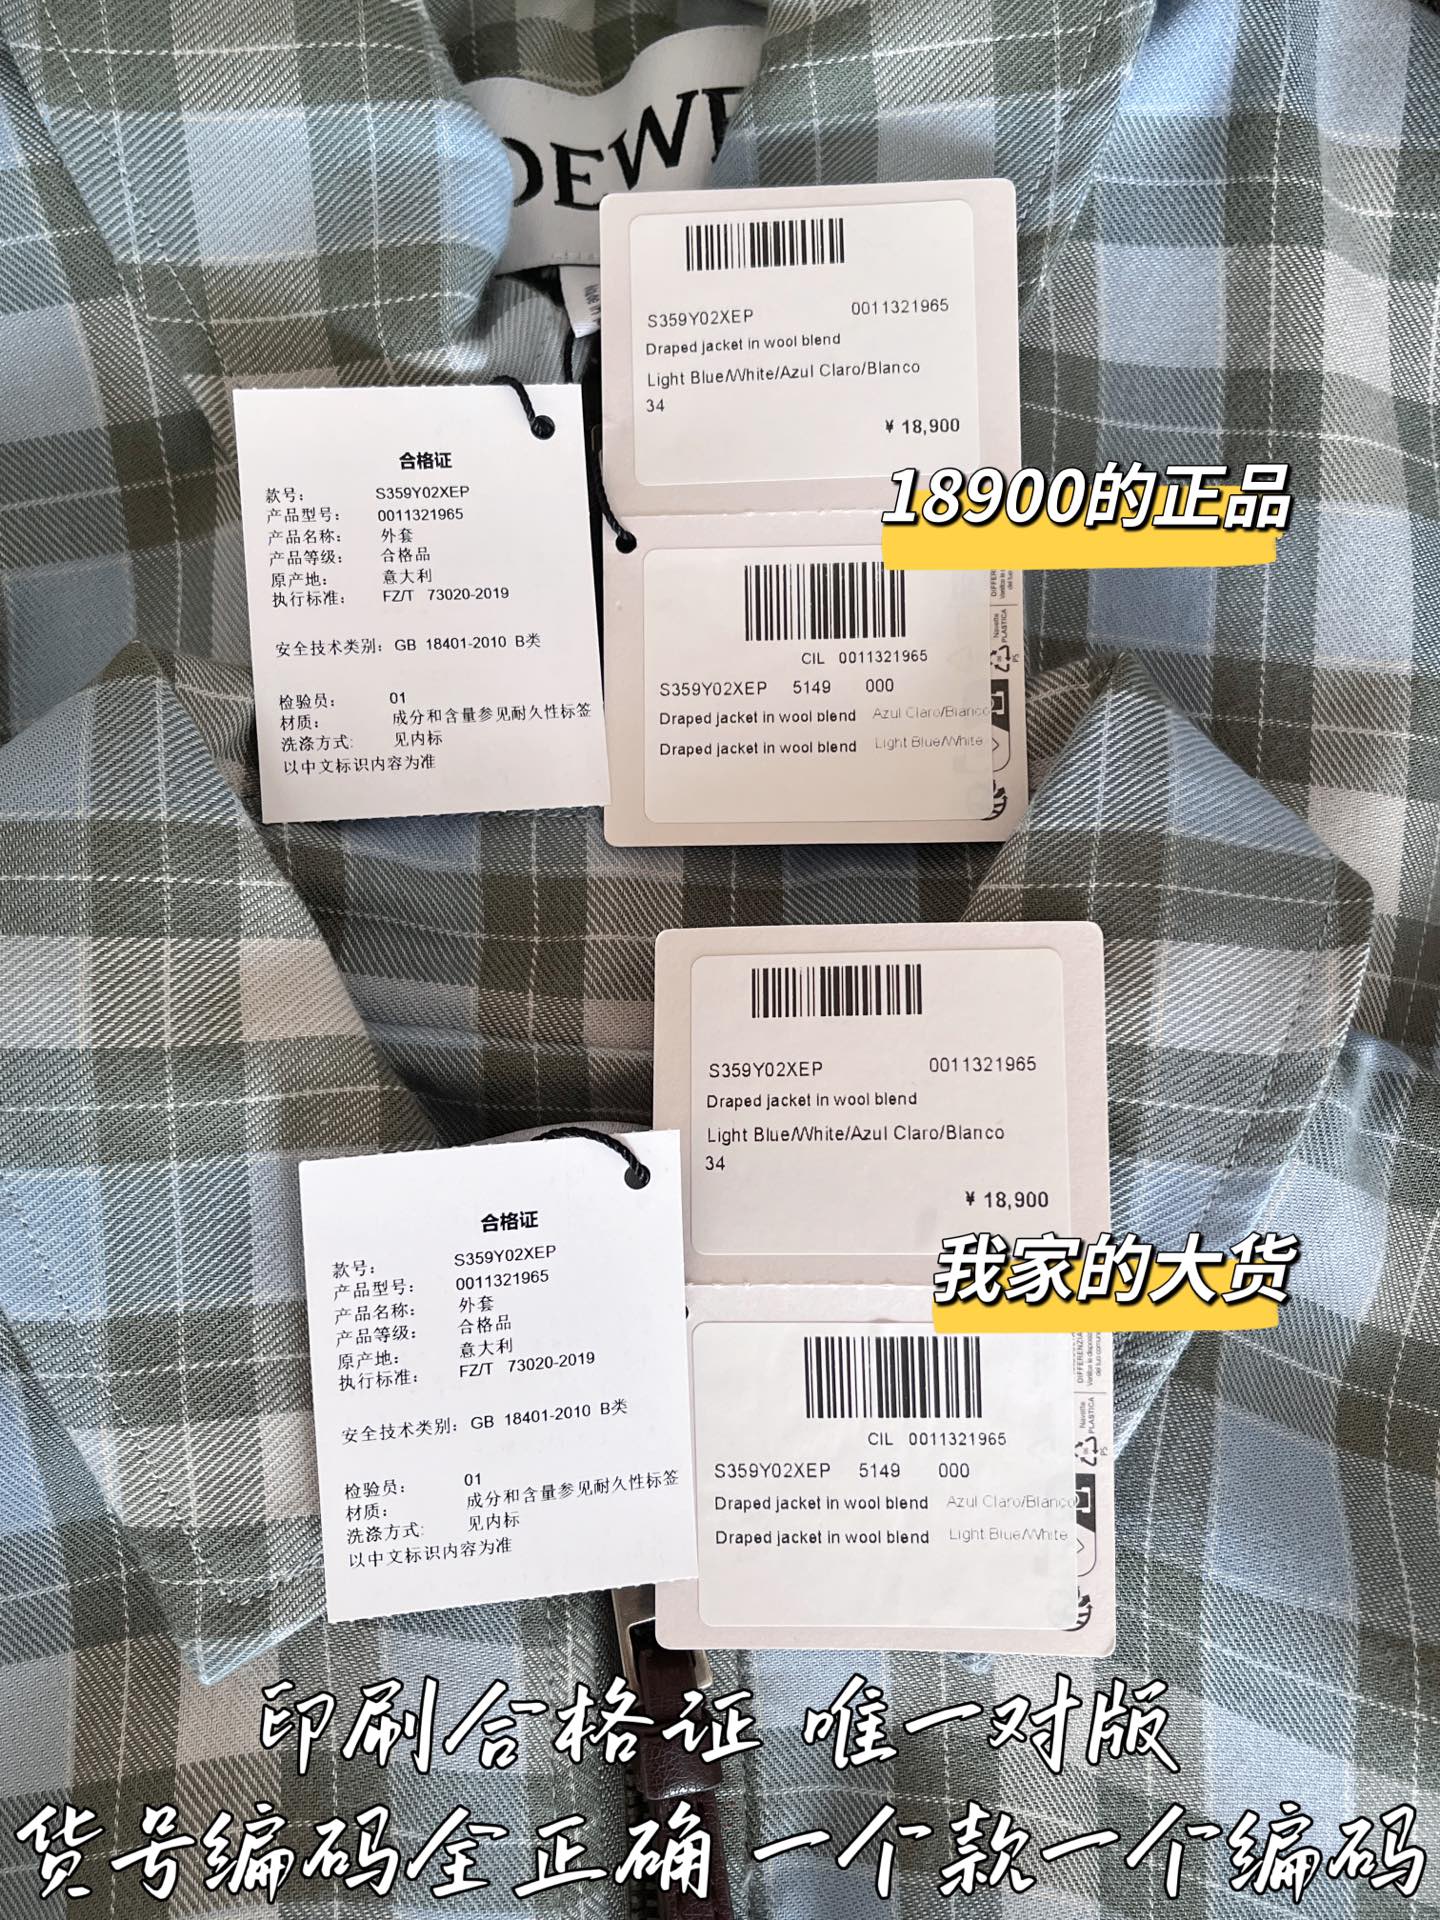 OEWE
S359Y02XEP 0011321965
Draped jacket in wool blend
Light Blue/White/Azul Claro/Blanco
34
¥ 18,900
18900的正品
合格证
款号： S359Y02XEP
产品型号： 0011321965
产品名称： 外套
产品等级： 合格品
原产地： 意大利
执行标准： FZ/T 73020-2019
安全技术类别：GB 18401-2010 B类
检验员： 01
材质： 成分和含量参见耐久性标签
洗涤方式: 见内标
以中文标识内容为准
CIL 0011321965
S359Y02XEP 5149 000
Draped jacket in wool blend Azul Claro/Blanco
Draped jacket in wool blend Light Blue/White
Navette
PLASTICA
PS
S359Y02XEP 0011321965
Draped jacket in wool blend
Light Blue/White/Azul Claro/Blanco
34
¥ 18,900
我家的大货
合格证
款号： S359Y02XEP
产品型号： 0011321965
产品名称： 外套
产品等级： 合格品
原产地： 意大利
执行标准： FZ/T 73020-2019
安全技术类别：GB 18401-2010 B类
检验员： 01
材质： 成分和含量参见耐久性标签
洗涤方式: 见内标
以中文标识内容为准
CIL 0011321965
S359Y02XEP 5149 000
Draped jacket in wool blend Azul Claro/Blanco
Draped jacket in wool blend Light Blue/White
Navette
PLASTICA
PS
印刷合格证 唯一对版
货号编码全正确 一个款一个编码